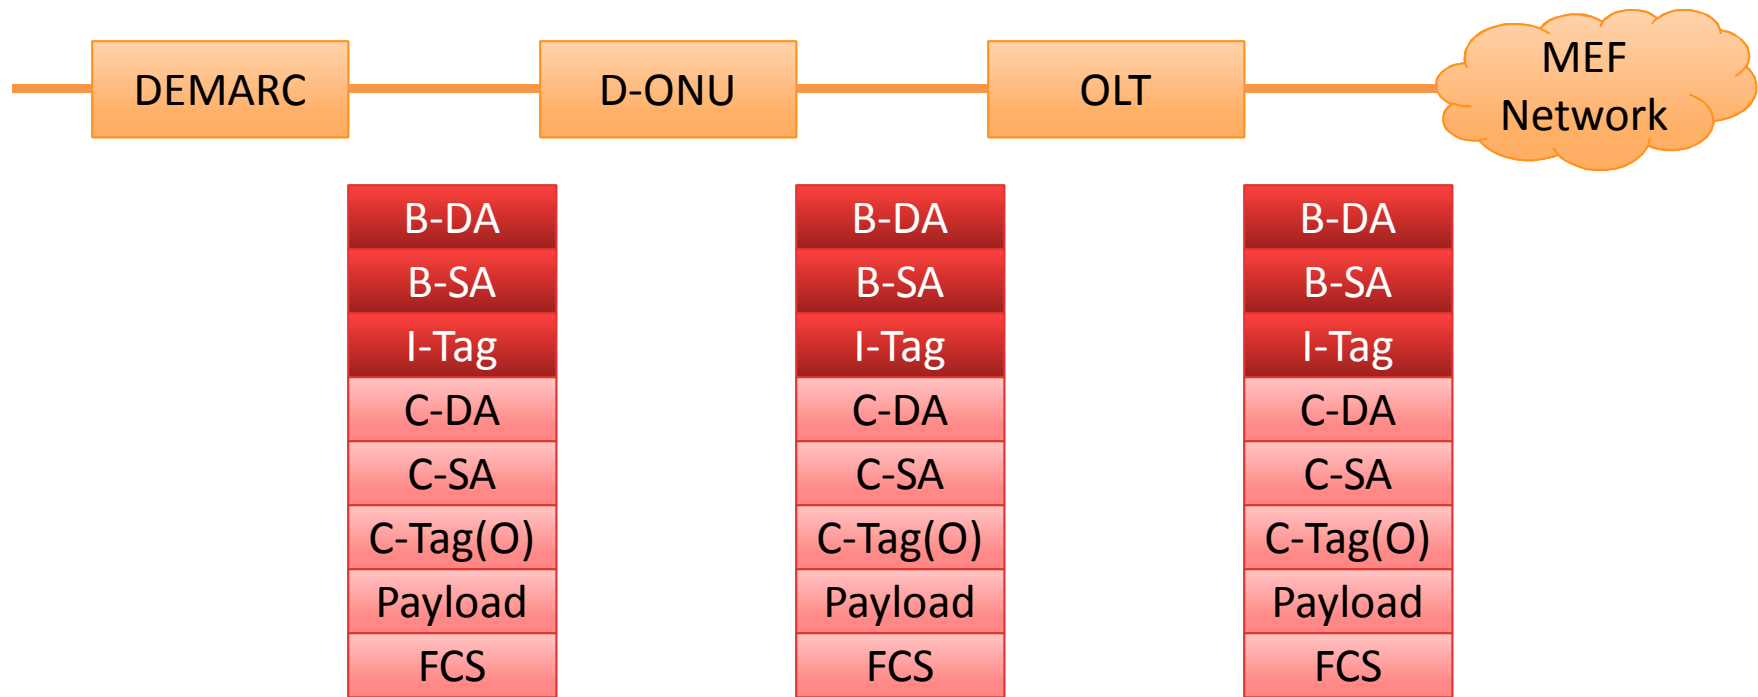 DEMARC
D-ONU
OLT
MEF
Network
B-DA
B-SA
I-Tag
C-DA
C-SA
C-Tag(O)
Payload
FCS
B-DA
B-SA
I-Tag
C-DA
C-SA
C-Tag(O)
Payload
FCS
B-DA
B-SA
I-Tag
C-DA
C-SA
C-Tag(O)
Payload
FCS